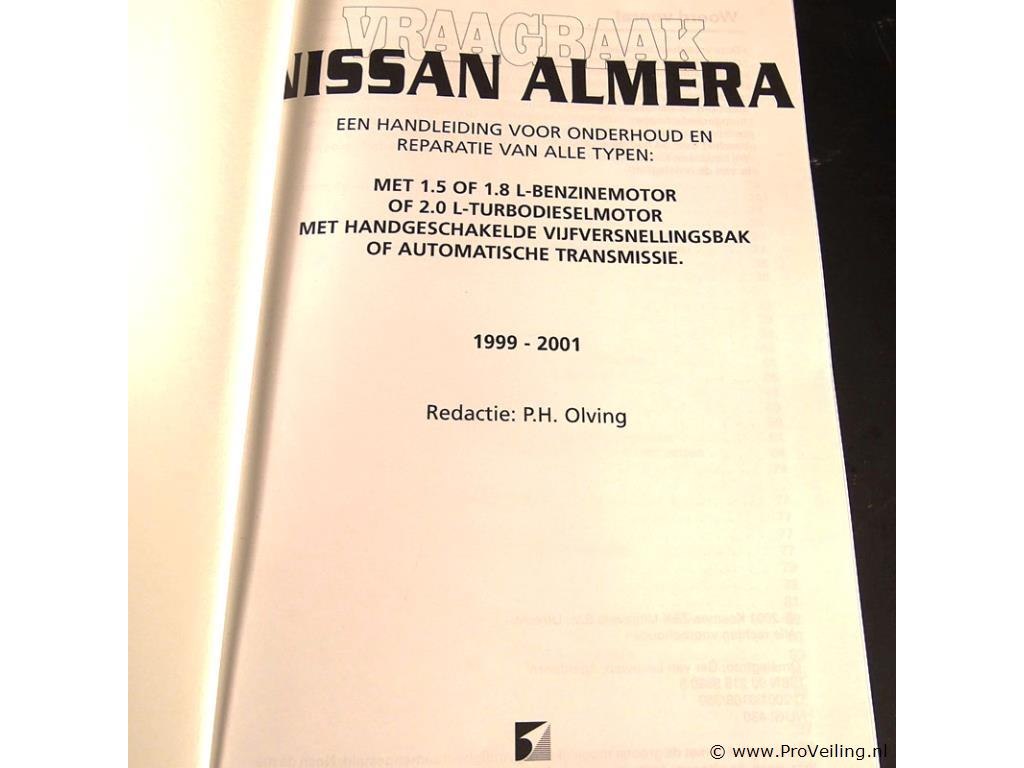 VRAAGBAAK
NISSAN ALMERA
EEN HANDLEIDING VOOR ONDERHOUD EN
REPARATIE VAN ALLE TYPEN:
MET 1.5 OF 1.8 L-BENZINEMOTOR
OF 2.0 L-TURBODIESELMOTOR
MET HANDGESCHAKELDE VIJFVERSNELLINGSBAK
OF AUTOMATISCHE TRANSMISSIE.
1999 - 2001
Redactie: P.H. Olving
© www.ProVeiling.nl